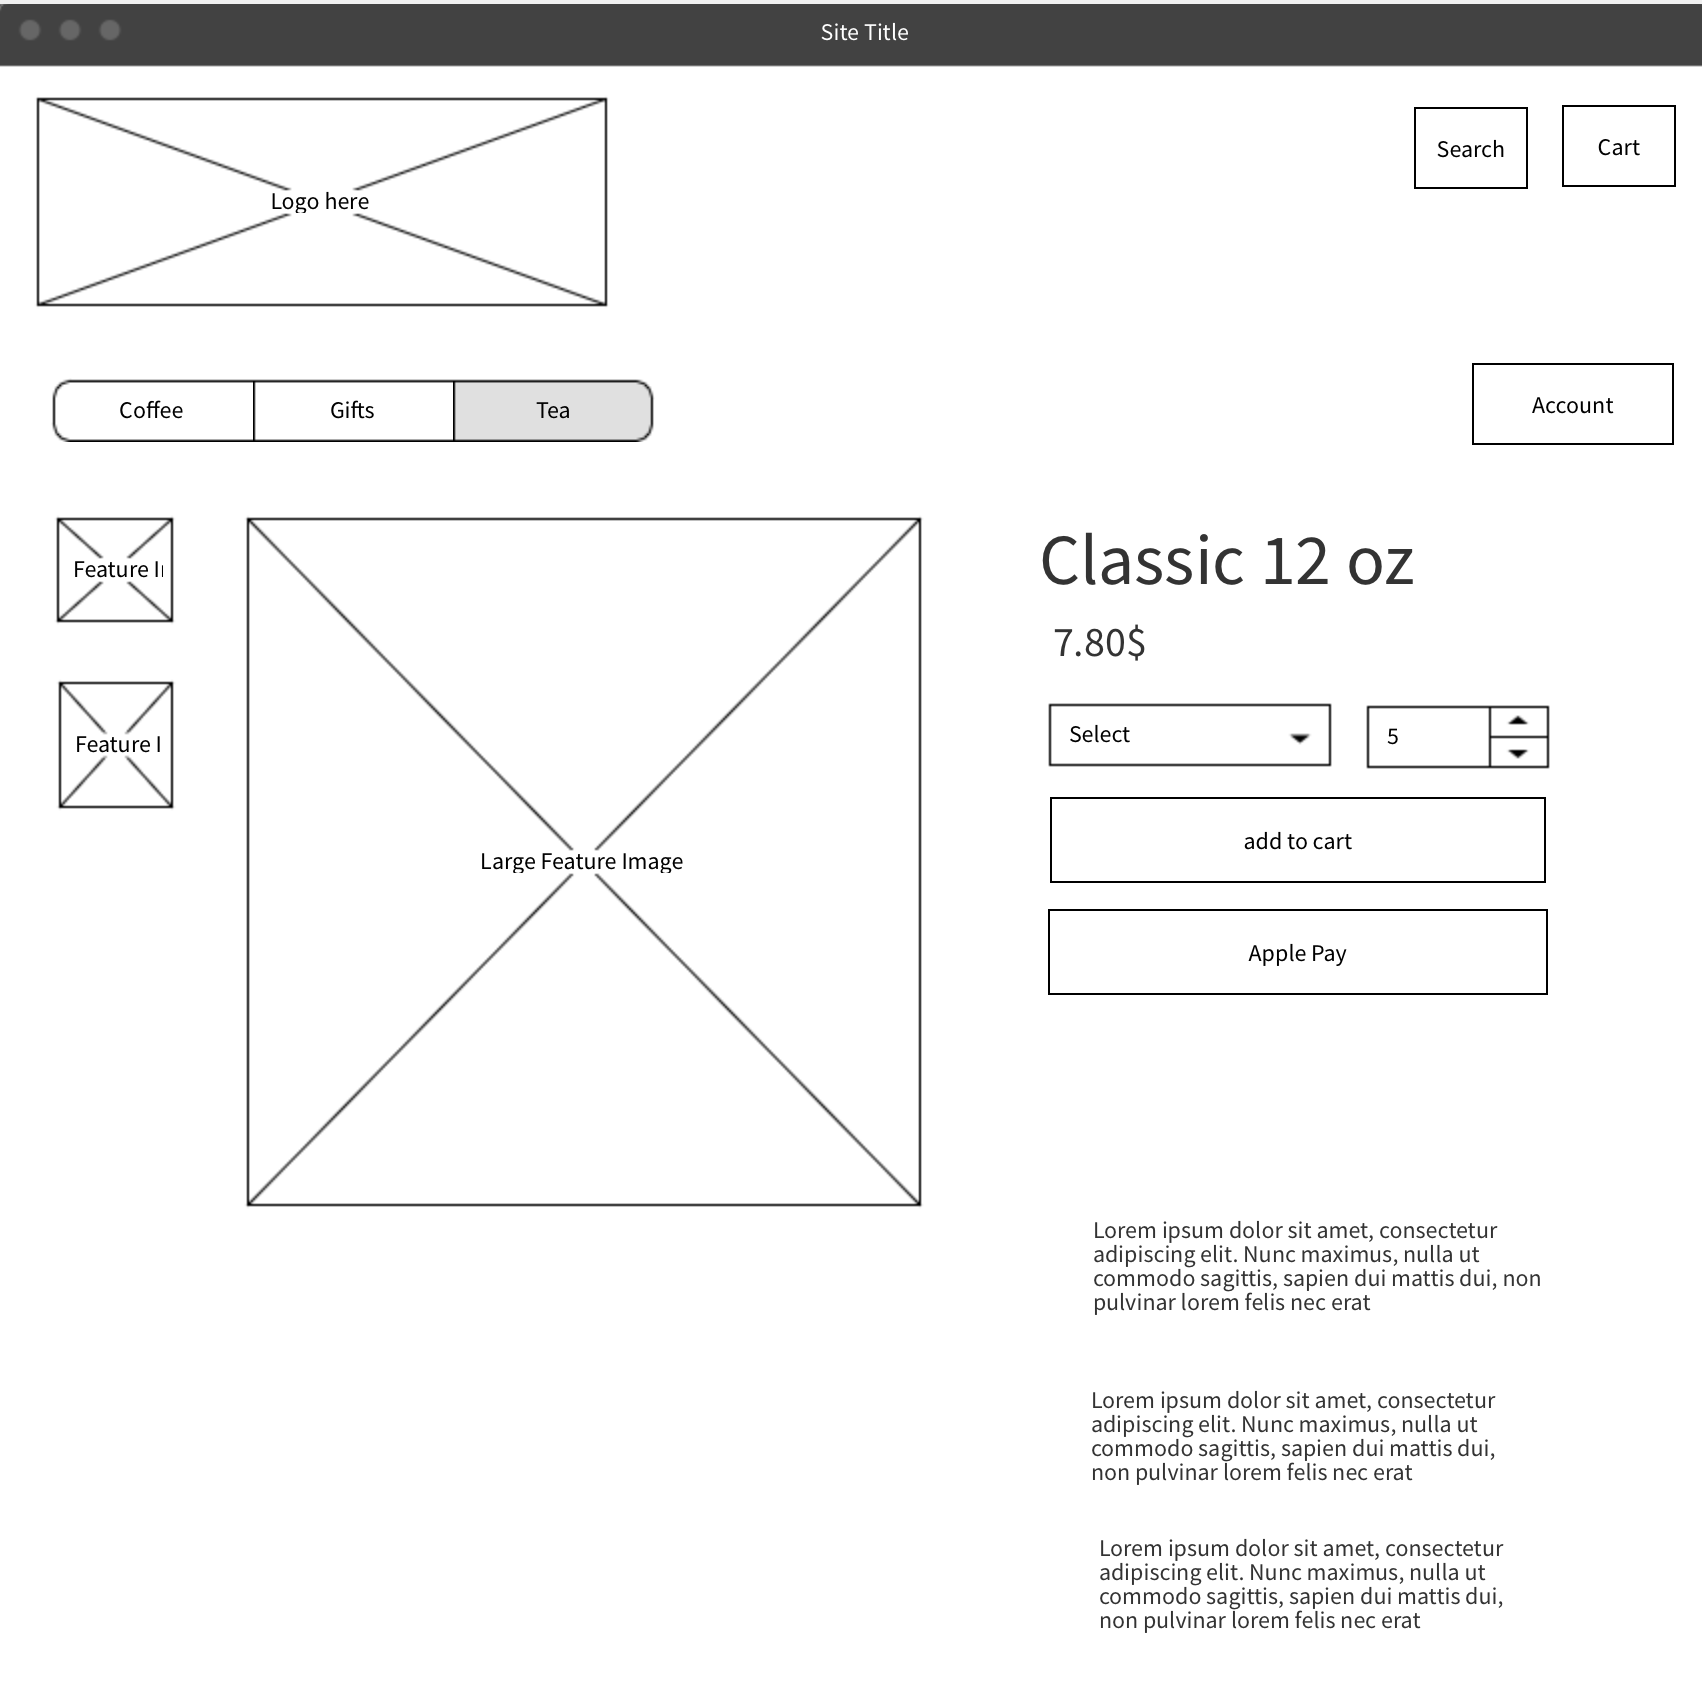 Site Title
Logo here
Search
Cart
Coffee
Gifts
Tea
Account
Feature I
Feature I
Large Feature Image
Classic 12 oz
7.80$
Select
5
add to cart
Apple Pay
Lorem ipsum dolor sit amet, consectetur
adipiscing elit. Nunc maximus, nulla ut
commodo sagittis, sapien dui mattis dui, non
pulvinar lorem felis nec erat
Lorem ipsum dolor sit amet, consectetur
adipiscing elit. Nunc maximus, nulla ut
commodo sagittis, sapien dui mattis dui,
non pulvinar lorem felis nec erat
Lorem ipsum dolor sit amet, consectetur
adipiscing elit. Nunc maximus, nulla ut
commodo sagittis, sapien dui mattis dui,
non pulvinar lorem felis nec erat